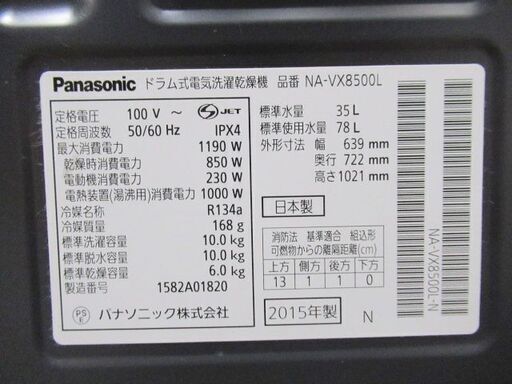 Panasonic ドラム式電気洗濯乾燥機 品番 NA-VX8500L
定格電圧 100 V ～ S JET
定格周波数 50/60 Hz IPX4
最大消費電力 1190 W
乾燥時消費電力 850 W
電動機消費電力 230 W
電熱装置(湯沸用)消費電力 1000 W
冷媒名称 R134a
冷媒質量 168 g
標準洗濯容量 10.0 kg
標準脱水容量 10.0 kg
標準乾燥容量 6.0 kg
製造番号 1582A01820
PS E パナソニック株式会社
標準水量 35 L
標準使用水量 78 L
外形寸法 幅 639 mm
奥行 722 mm
高さ 1021 mm
日本製
消防法 基準適合 組込形
可燃物からの離隔距離(cm)
上方 側方 後方 下方
13 1 1 0
2015年製 N
NA-VX8500L-N